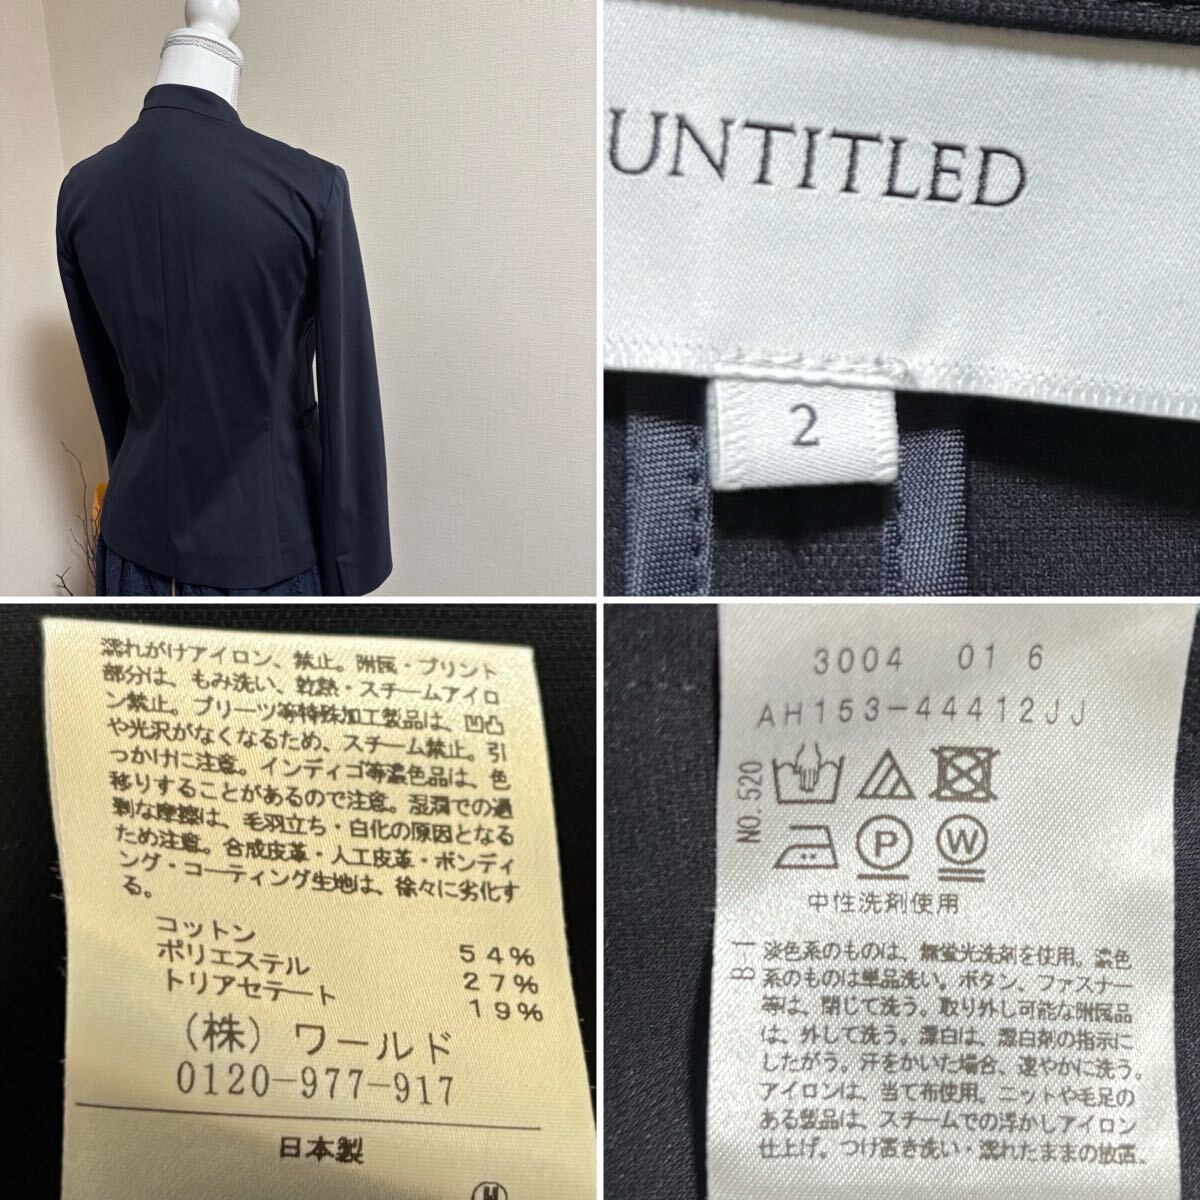 UNTITLED
2
濡れがけアイロン、禁止。附属・プリント
部分は、もみ洗い、乾熱・スチームアイロ
ン禁止。プリーツ等特殊加工製品は、凹凸
や光沢がなくなるため、スチーム禁止。引
っかけに注意。インディゴ等濃色品は、色
移りすることがあるので注意。湿潤での過
剰な摩擦は、毛羽立ち・白化の原因となる
ため注意。合成皮革・人工皮革・ボンディ
ング・コーティング生地は、徐々に劣化す
る。
コットン 54%
ポリエステル 27%
トリアセテート 19%
(株)ワールド
0120-977-917
日本製
3004 01 6
AH153-44412JJ
NO.520
P W
中性洗剤使用
B-1
淡色系のものは、無蛍光洗剤を使用。濃色
系のものは単品洗い。ボタン、ファスナー
等は、閉じて洗う。取り外し可能な附属品
は、外して洗う。漂白は、漂白剤の指示に
したがう。汗をかいた場合、速やかに洗う。
アイロンは、当て布使用。ニットや毛足の
ある製品は、スチームでの浮かしアイロン
仕上げ。つけ置き洗い・濡れたままの放置、